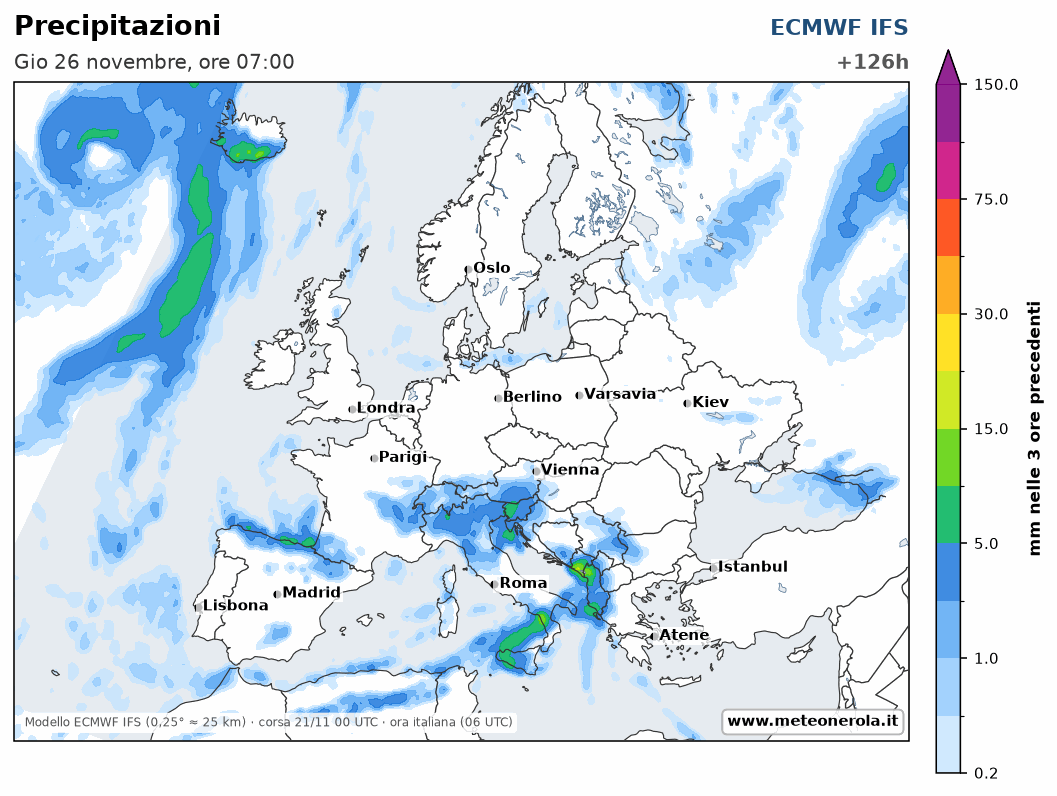 Precipitazioni
ECMWF IFS
Gio 26 novembre, ore 07:00
+126h
150.0
75.0
30.0
15.0
5.0
1.0
0.2
mm nelle 3 ore precedenti
Oslo
Berlino
Varsavia
Kiev
Londra
Parigi
Vienna
Istanbul
Roma
Madrid
Lisbona
Atene
Modello ECMWF IFS (0,25° ≈ 25 km) · corsa 21/11 00 UTC · ora italiana (06 UTC)
www.meteonerola.it